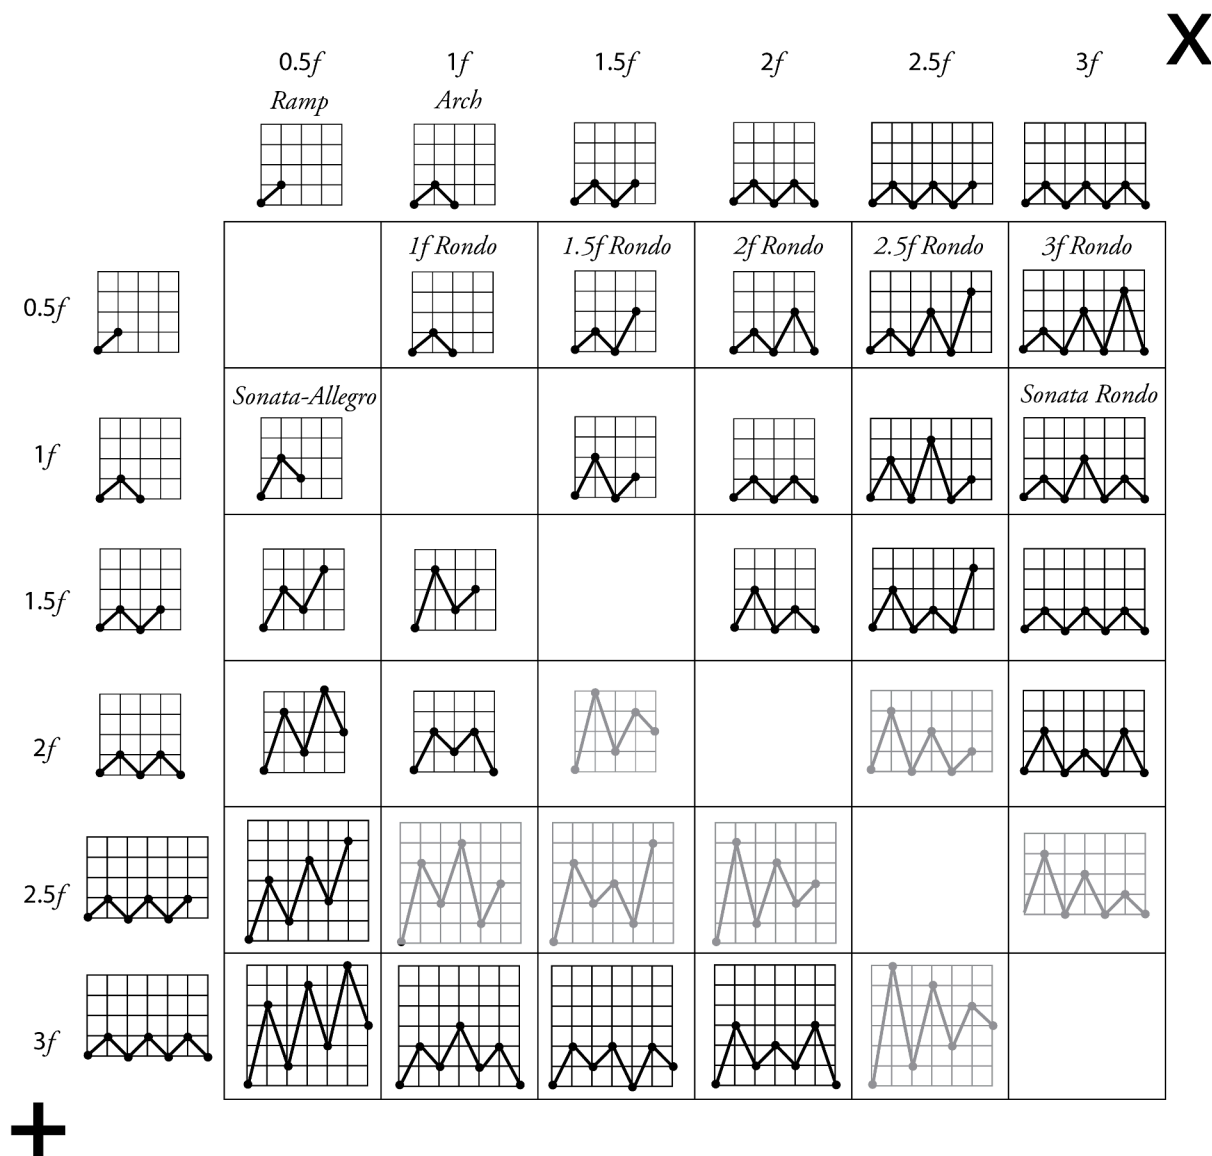 X
0.5f 1f 1.5f 2f 2.5f 3f
Ramp Arch
1f Rondo 1.5f Rondo 2f Rondo 2.5f Rondo 3f Rondo
0.5f
Sonata-Allegro Sonata Rondo
1f
1.5f
2f
2.5f
3f
+